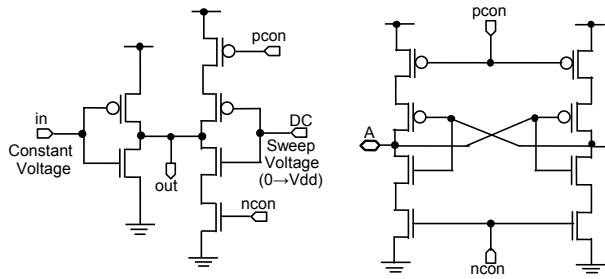 pcon
in
Constant
Voltage
out
DC
Sweep
Voltage
(0→Vdd)
ncon
pcon
A
ncon